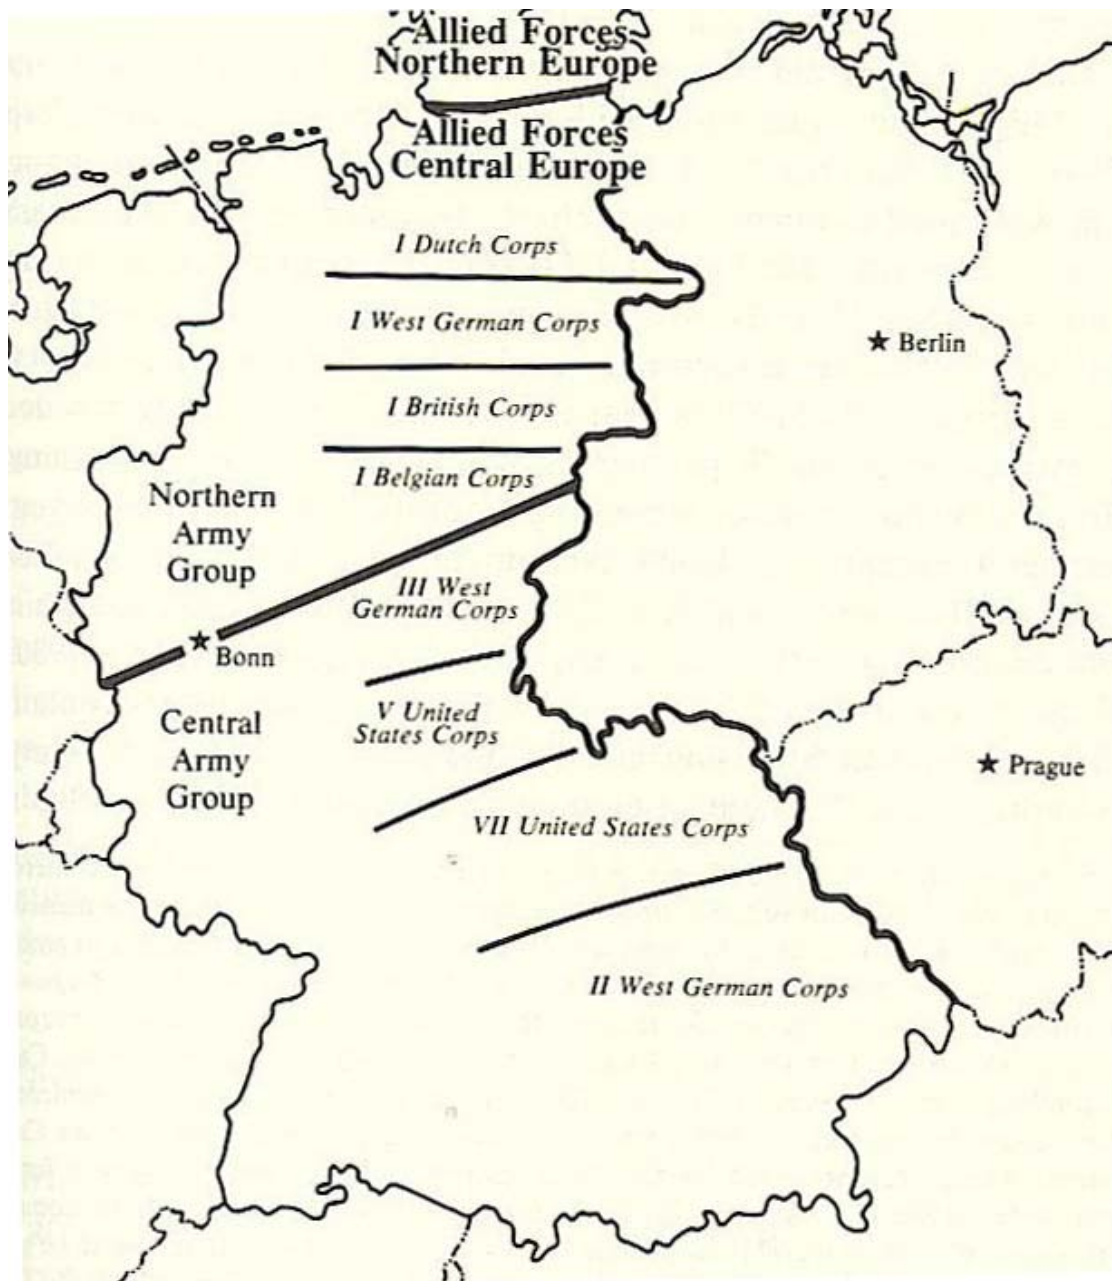 Allied Forces
Northern Europe
Allied Forces
Central Europe
I Dutch Corps
I West German Corps
Berlin
I British Corps
I Belgian Corps
Northern
Army
Group
III West
German Corps
Bonn
Central
Army
Group
V United
States Corps
Prague
VII United States Corps
II West German Corps